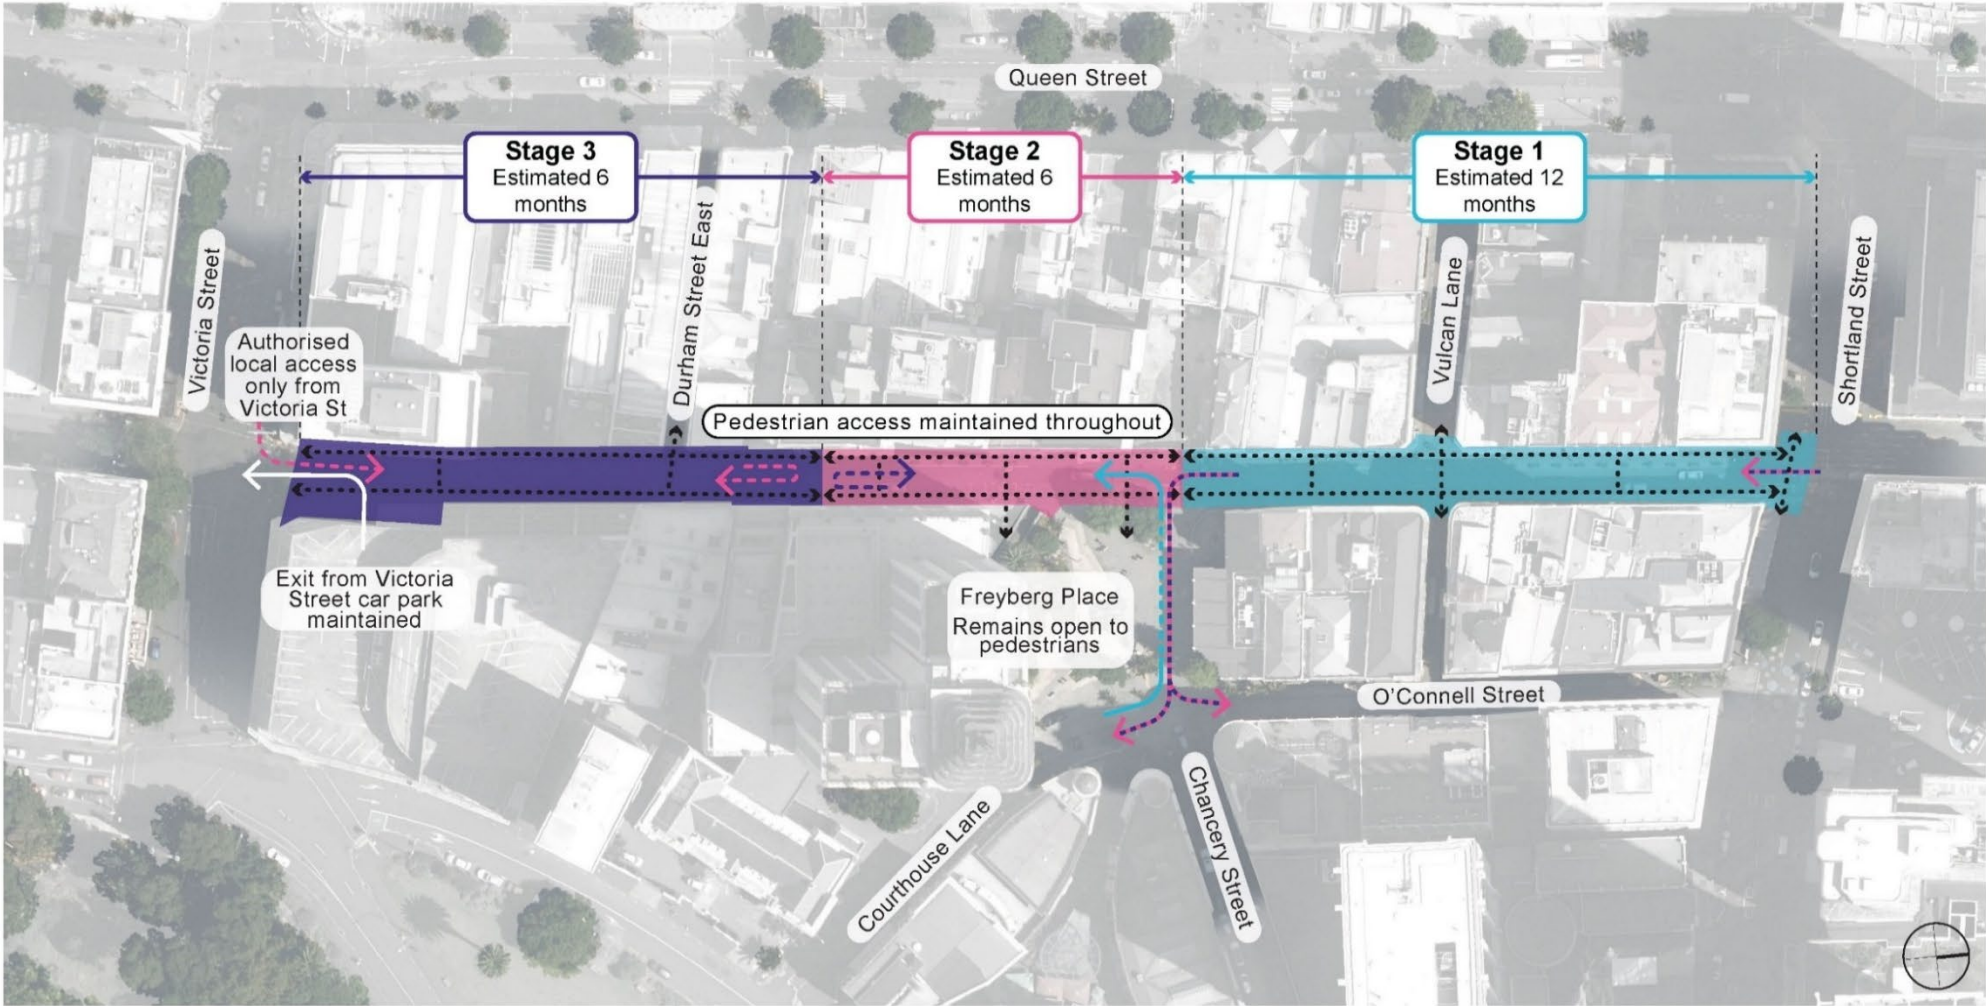 Queen Street
Stage 3
Estimated 6
months
Stage 2
Estimated 6
months
Stage 1
Estimated 12
months
Victoria Street
Durham Street East
Vulcan Lane
Shortland Street
Authorised
local access
only from
Victoria St
Pedestrian access maintained throughout
Exit from Victoria
Street car park
maintained
Freyberg Place
Remains open to
pedestrians
O'Connell Street
Courthouse Lane
Chancery Street